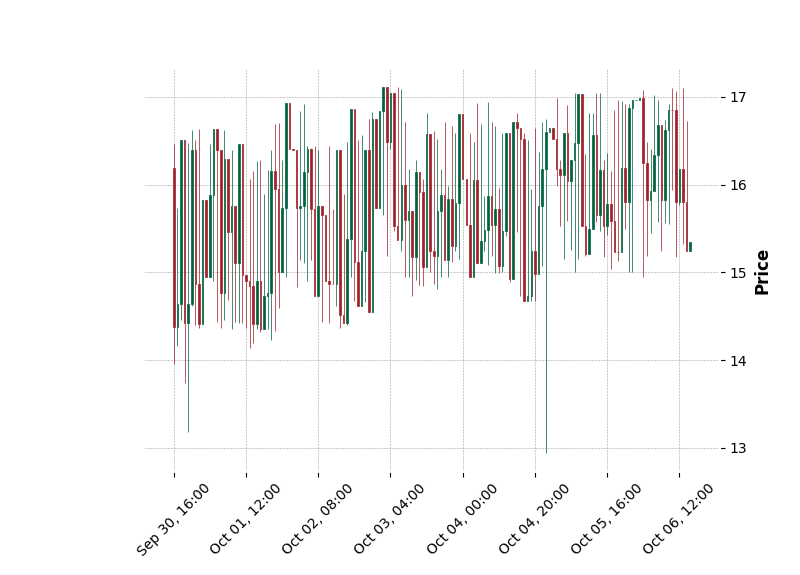 17
16
15
14
13
Price
Sep 30, 16:00
Oct 01, 12:00
Oct 02, 08:00
Oct 03, 04:00
Oct 04, 00:00
Oct 04, 20:00
Oct 05, 16:00
Oct 06, 12:00